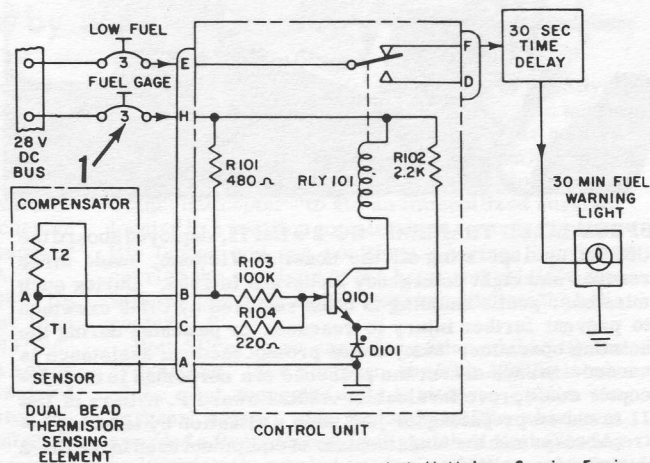 LOW FUEL
3
FUEL GAGE
3
28 V
DC
BUS
1
E
H
F
D
30 SEC
TIME
DELAY
R101
480 Ω
RLY 101
R102
2.2K
30 MIN FUEL
WARNING
LIGHT
COMPENSATOR
T2
A
T1
SENSOR
DUAL BEAD
THERMISTOR
SENSING
ELEMENT
B
C
A
R103
100K
R104
220 Ω
Q101
D101
CONTROL UNIT